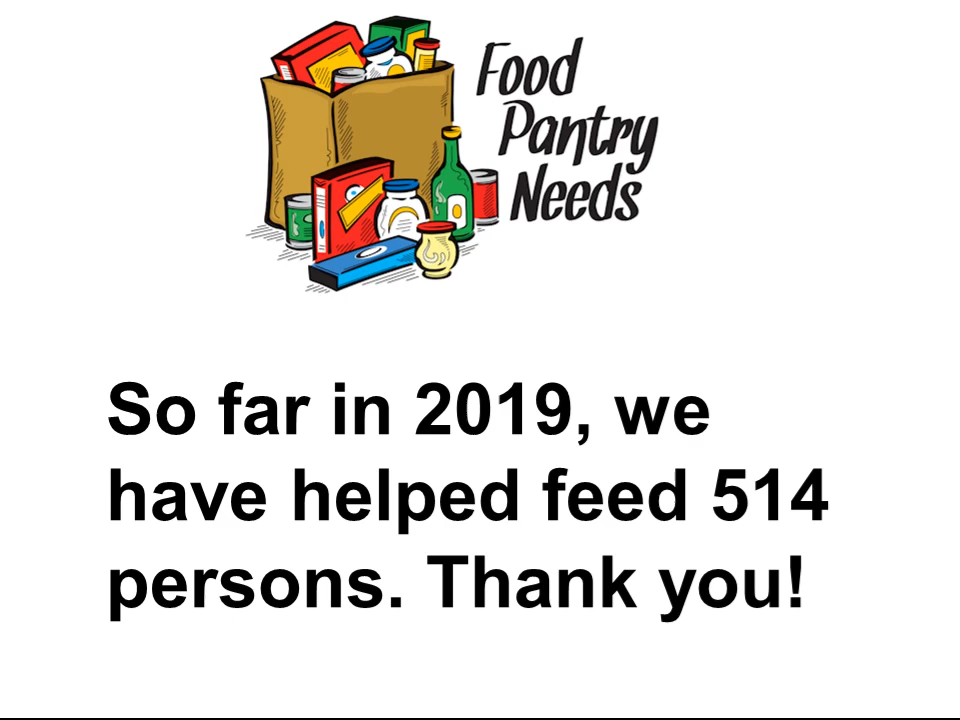 Food
Pantry
Needs
So far in 2019, we
have helped feed 514
persons. Thank you!